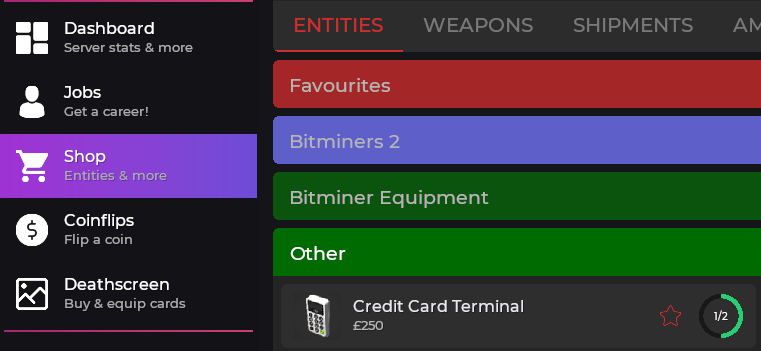 Dashboard
Server stats & more
Jobs
Get a career!
Shop
Entities & more
Coinflips
Flip a coin
Deathscreen
Buy & equip cards
ENTITIES WEAPONS SHIPMENTS AM
Favourites
Bitminers 2
Bitminer Equipment
Other
Credit Card Terminal
£250
1/2